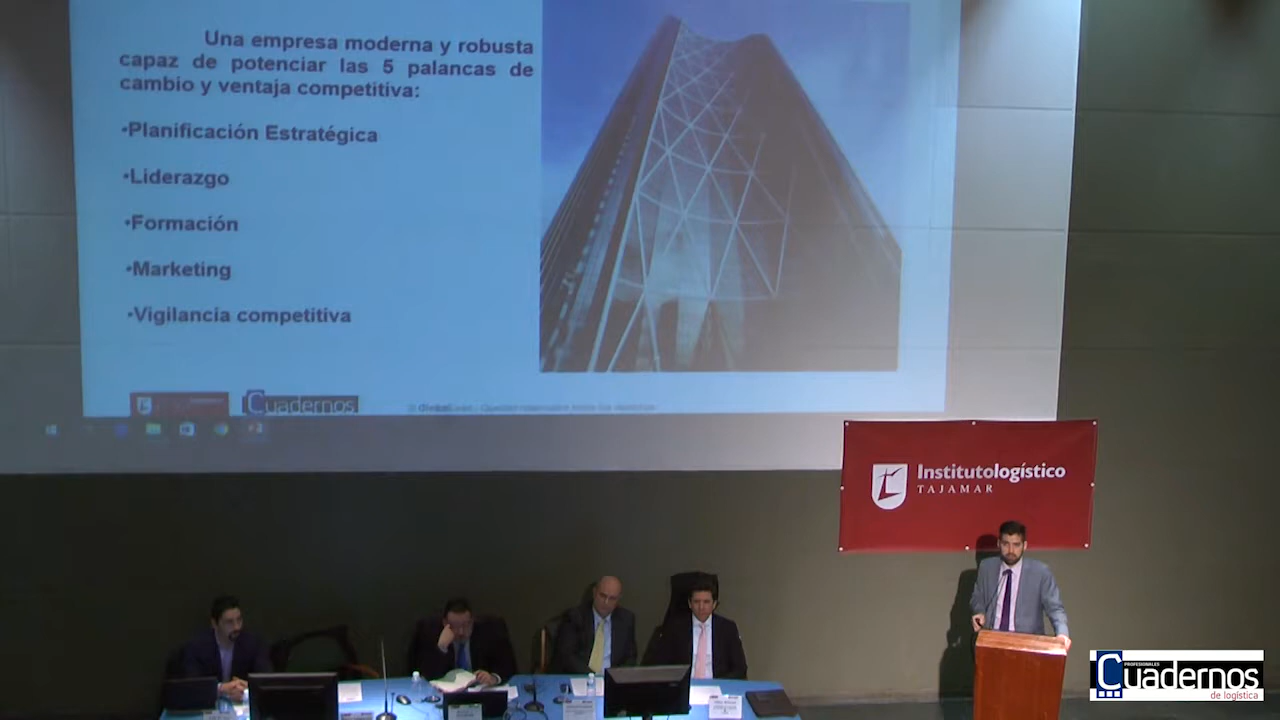 Una empresa moderna y robusta
capaz de potenciar las 5 palancas de
cambio y ventaja competitiva:
•Planificación Estratégica
•Liderazgo
•Formación
•Marketing
•Vigilancia competitiva
Cuadernos
Institutologístico
TAJAMAR
PROFESIONALES
Cuadernos
de logística